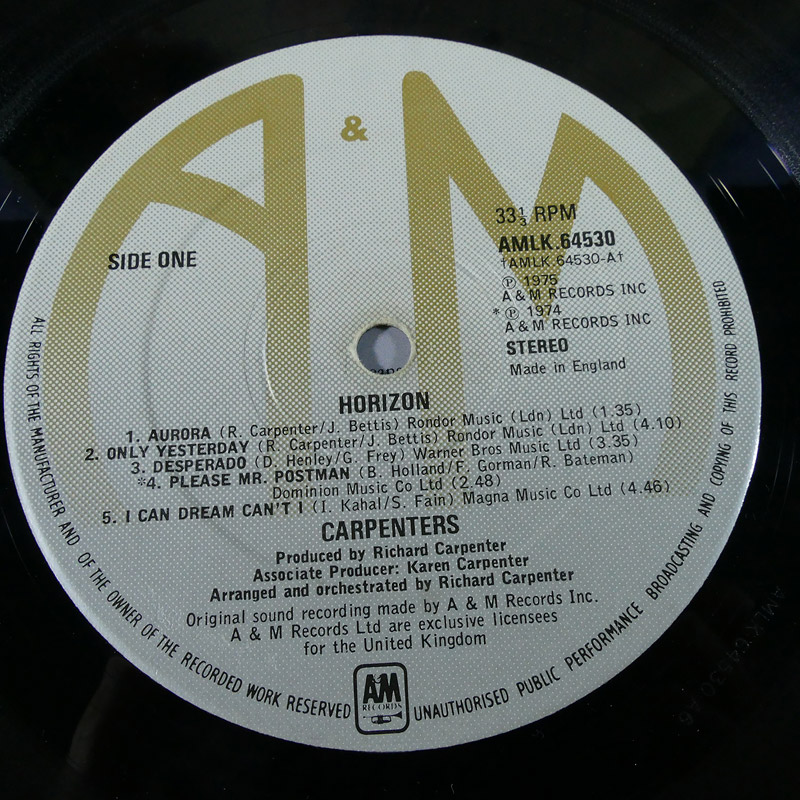 A & M
SIDE ONE
33⅓ RPM
AMLK.64530
†AMLK 64530-A†
Ⓟ 1975
A & M RECORDS INC
* Ⓟ 1974
A & M RECORDS INC
STEREO
Made in England
HORIZON
1. AURORA (R. Carpenter/J. Bettis) Rondor Music (Ldn) Ltd (1.35)
2. ONLY YESTERDAY (R. Carpenter/J. Bettis) Rondor Music (Ldn) Ltd (4.10)
3. DESPERADO (D. Henley/G. Frey) Warner Bros Music Ltd (3.35)
*4. PLEASE MR. POSTMAN (B. Holland/F. Gorman/R. Bateman)
Dominion Music Co Ltd (2.48)
5. I CAN DREAM CAN'T I (I. Kahal/S. Fain) Magna Music Co Ltd (4.46)
CARPENTERS
Produced by Richard Carpenter
Associate Producer: Karen Carpenter
Arranged and orchestrated by Richard Carpenter
Original sound recording made by A & M Records Inc.
A & M Records Ltd are exclusive licensees
for the United Kingdom
ALL RIGHTS OF THE MANUFACTURER AND OF THE OWNER OF THE RECORDED WORK RESERVED
AM
RECORDS
UNAUTHORISED PUBLIC PERFORMANCE BROADCASTING AND COPYING OF THIS RECORD PROHIBITED